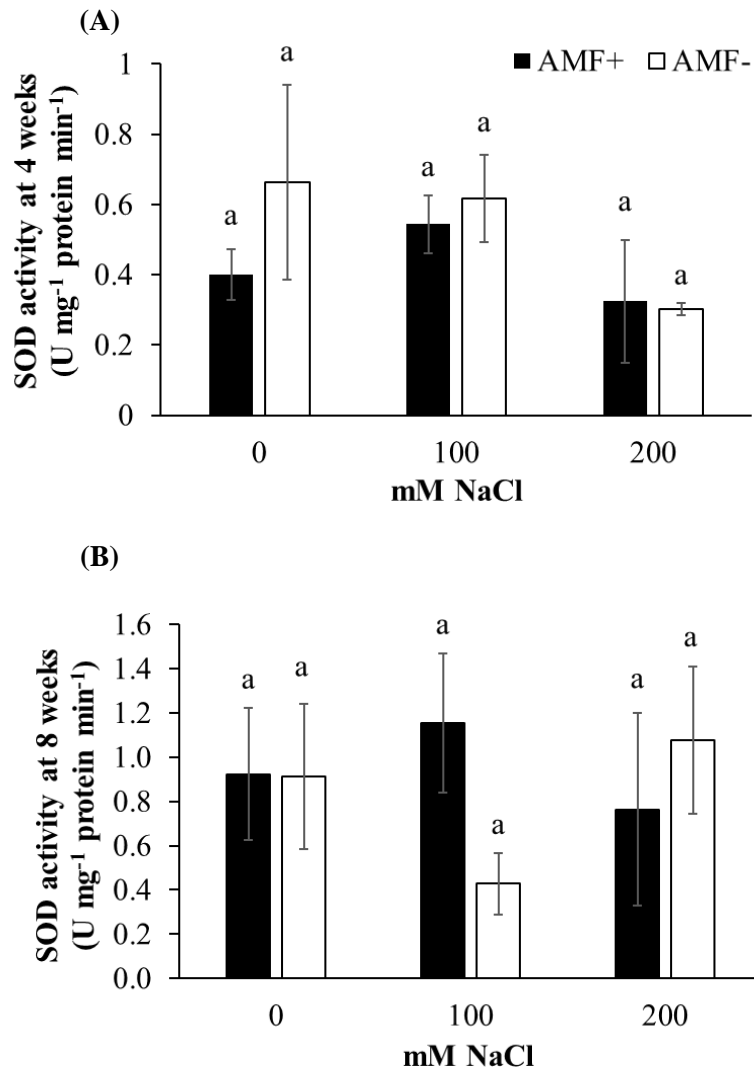 (A)
a
1
AMF+ AMF-
a
a
0.8
a
a
0.6
a
0.4
0.2
0
SOD activity at 4 weeks
(U mg⁻¹ protein min⁻¹)
0 100 200
mM NaCl
(B)
1.6
a
a
1.4
a
a
a
1.2
1.0
0.8
a
0.6
0.4
0.2
0.0
SOD activity at 8 weeks
(U mg⁻¹ protein min⁻¹)
0 100 200
mM NaCl